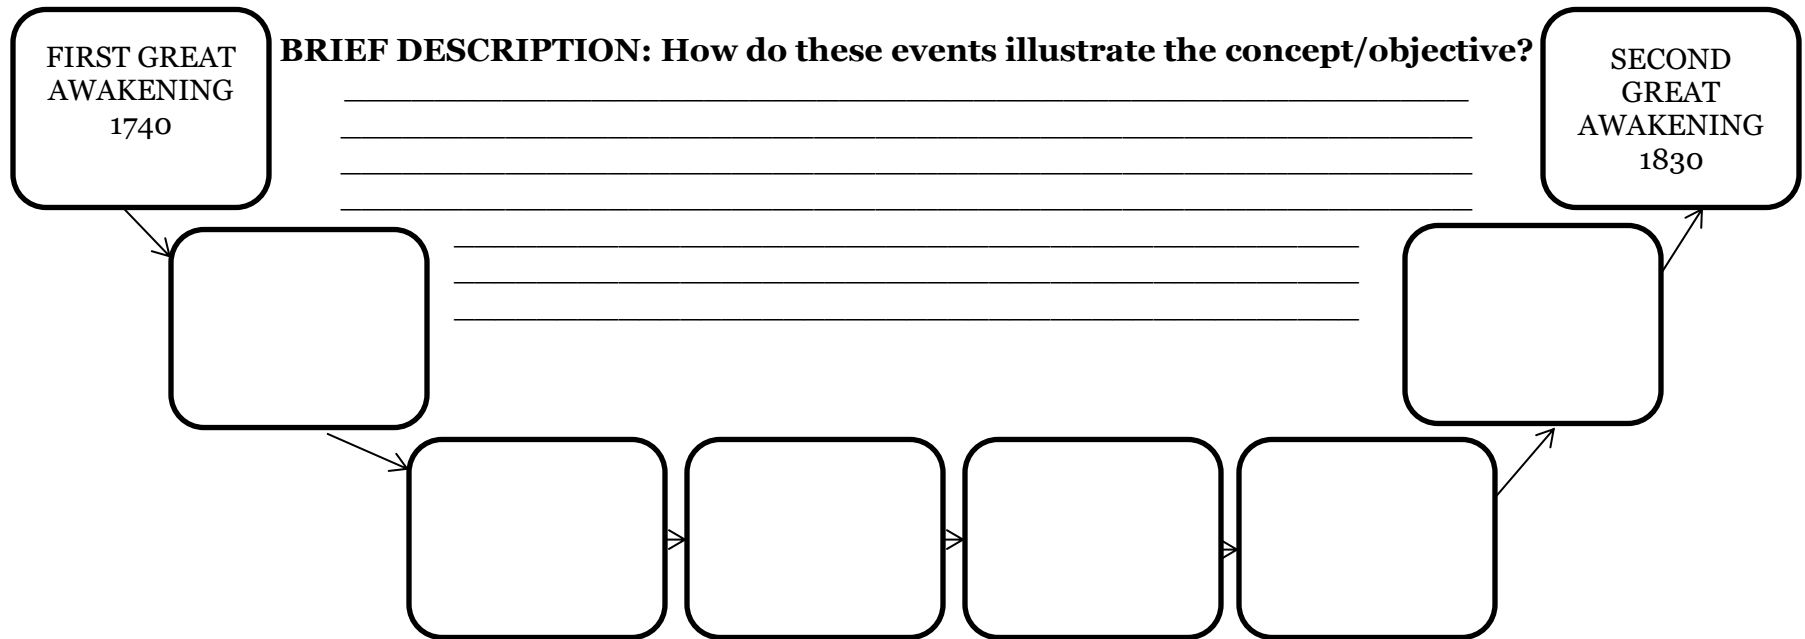 FIRST GREAT
AWAKENING
1740
BRIEF DESCRIPTION: How do these events illustrate the concept/objective?
SECOND
GREAT
AWAKENING
1830